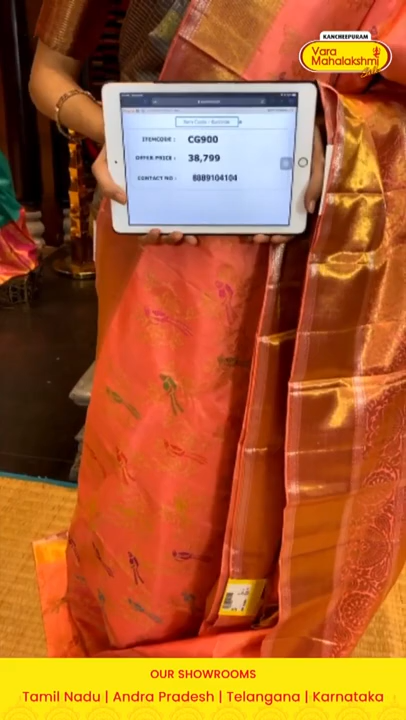 KANCHEEPURAM
Vara
Mahalakshmi
Silks
ITEMCODE : CG900
OFFER PRICE : 38,799
CONTACT NO : 8889104104
OUR SHOWROOMS
Tamil Nadu | Andra Pradesh | Telangana | Karnataka